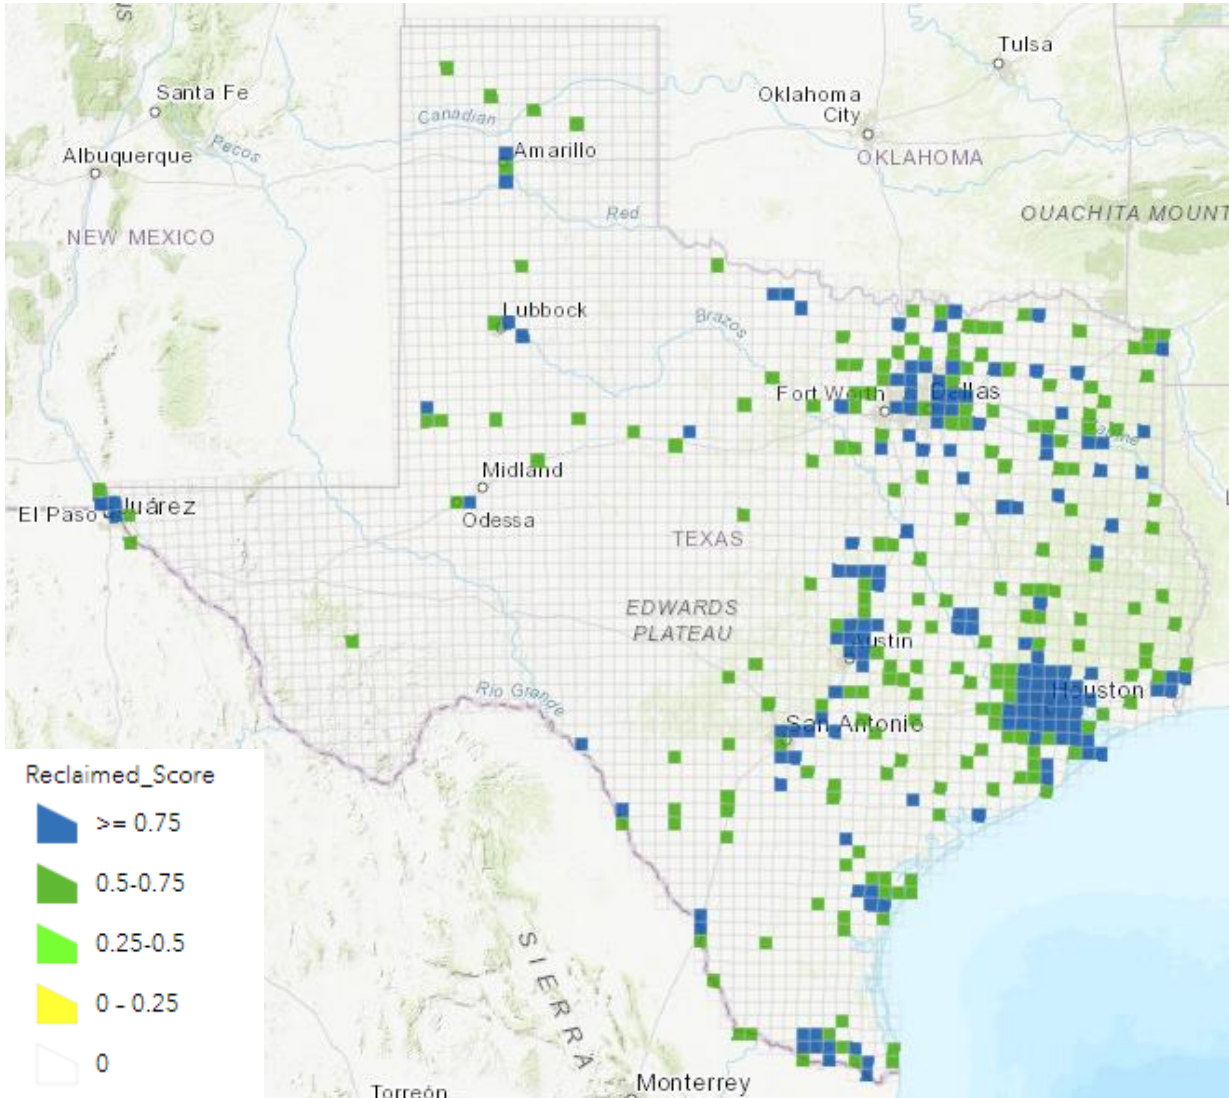 Tulsa
Santa Fe
Oklahoma
City
Canadian
Amarillo
Albuquerque
Pecos
OKLAHOMA
Red
OUACHITA MOUNT
NEW MEXICO
Lubbock
Brazos
Fort Worth
Dallas
Midland
Juárez
El Paso
Odessa
TEXAS
EDWARDS
PLATEAU
Austin
Rio Grande
Houston
San Antonio
Reclaimed_Score
>= 0.75
0.5-0.75
0.25-0.5
0 - 0.25
0
SIERRA
Monterrey
Torreón